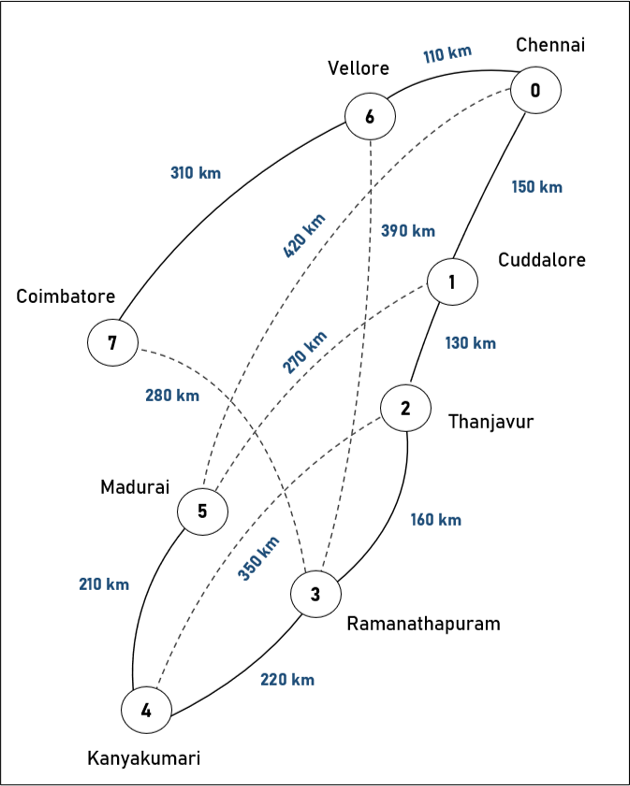 Chennai
110 km
Vellore
0
6
310 km
150 km
420 km
390 km
Cuddalore
1
Coimbatore
7
270 km
130 km
280 km
2
Thanjavur
Madurai
5
160 km
350 km
210 km
3
Ramanathapuram
220 km
4
Kanyakumari